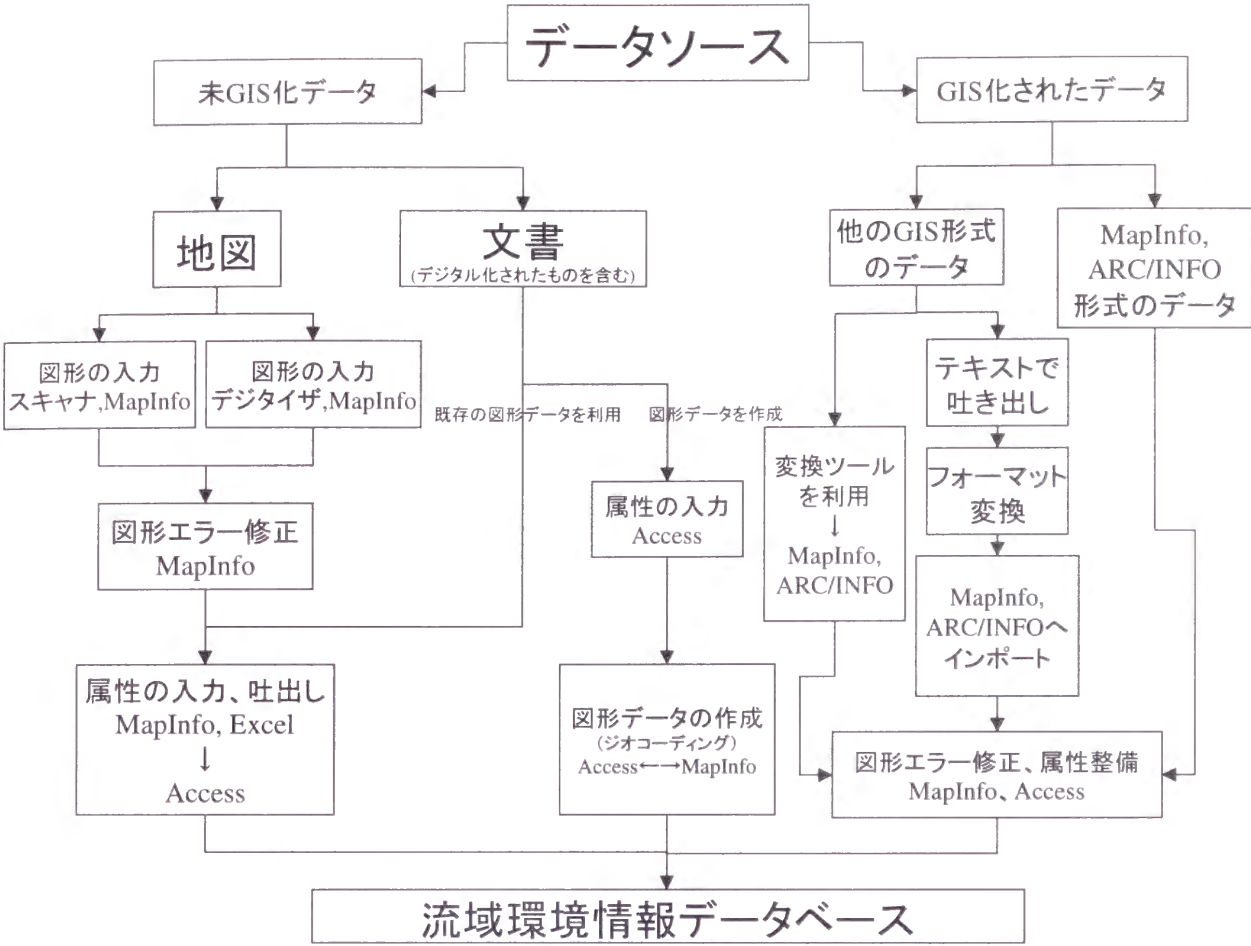 データソース
未GIS化データ
GIS化されたデータ
地図
文書
(デジタル化されたものを含む)
他のGIS形式
のデータ
MapInfo,
ARC/INFO
形式のデータ
図形の入力
スキャナ,MapInfo
図形の入力
デジタイザ,MapInfo
既存の図形データを利用
図形データを作成
テキストで
吐き出し
変換ツール
を利用
↓
MapInfo,
ARC/INFO
フォーマット
変換
図形エラー修正
MapInfo
属性の入力
Access
MapInfo,
ARC/INFOへ
インポート
属性の入力、吐出し
MapInfo, Excel
↓
Access
図形データの作成
(ジオコーディング)
Access←→MapInfo
図形エラー修正、属性整備
MapInfo、Access
流域環境情報データベース